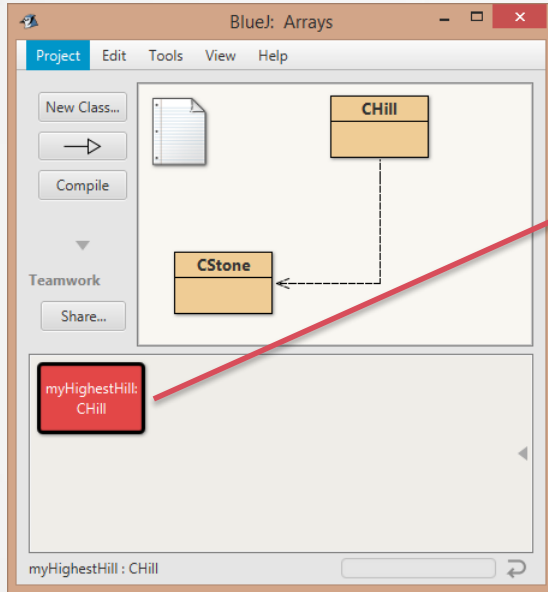 BlueJ: Arrays
Project Edit Tools View Help
New Class...
Compile
Teamwork
Share...
CHill
CStone
myHighestHill:
CHill
myHighestHill : CHill